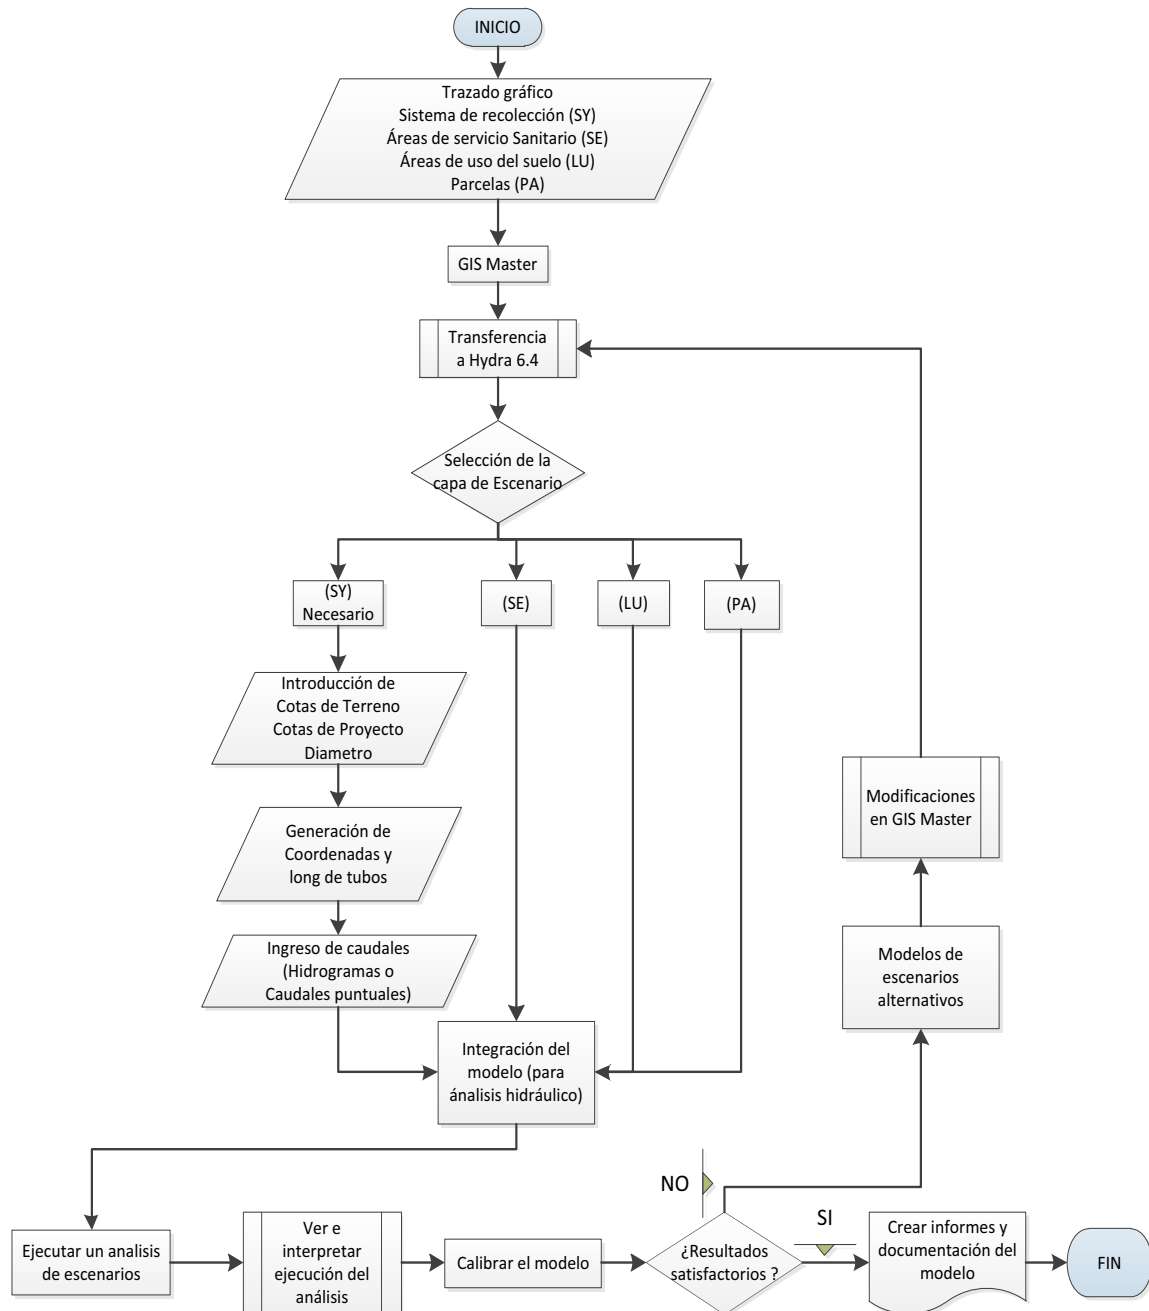 INICIO
Trazado gráfico
Sistema de recolección (SY)
Áreas de servicio Sanitario (SE)
Áreas de uso del suelo (LU)
Parcelas (PA)
GIS Master
Transferencia
a Hydra 6.4
Selección de la
capa de Escenario
(SY)
Necesario
(SE)
(LU)
(PA)
Introducción de
Cotas de Terreno
Cotas de Proyecto
Diametro
Generación de
Coordenadas y
long de tubos
Ingreso de caudales
(Hidrogramas o
Caudales puntuales)
Integración del
modelo (para
ánalisis hidráulico)
Modificaciones
en GIS Master
Modelos de
escenarios
alternativos
Ejecutar un analisis
de escenarios
Ver e
interpretar
ejecución del
análisis
Calibrar el modelo
NO
¿Resultados
satisfactorios ?
SI
Crear informes y
documentación del
modelo
FIN